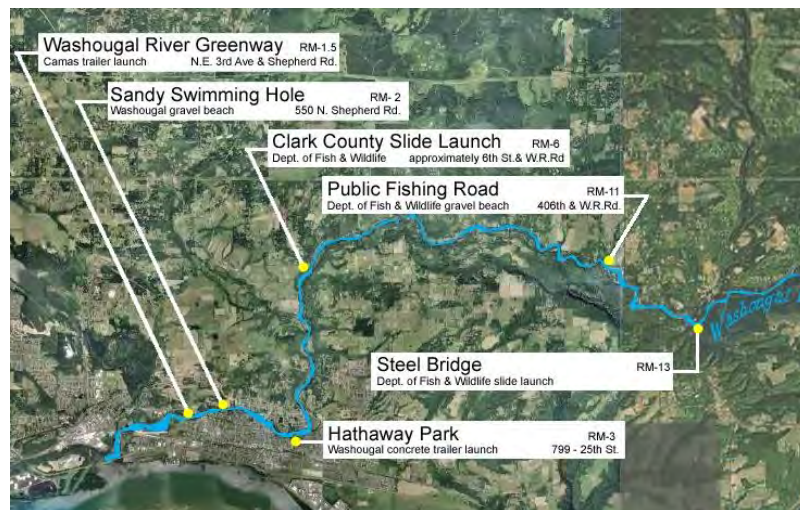 Washougal River Greenway RM-1.5
Camas trailer launch N.E. 3rd Ave & Shepherd Rd.
Sandy Swimming Hole RM- 2
Washougal gravel beach 550 N. Shepherd Rd.
Clark County Slide Launch RM-6
Dept. of Fish & Wildlife approximately 6th St.& W.R.Rd
Public Fishing Road RM-11
Dept. of Fish & Wildlife gravel beach 406th & W.R.Rd.
Steel Bridge RM-13
Dept. of Fish & Wildlife slide launch
Hathaway Park RM-3
Washougal concrete trailer launch 799 - 25th St.